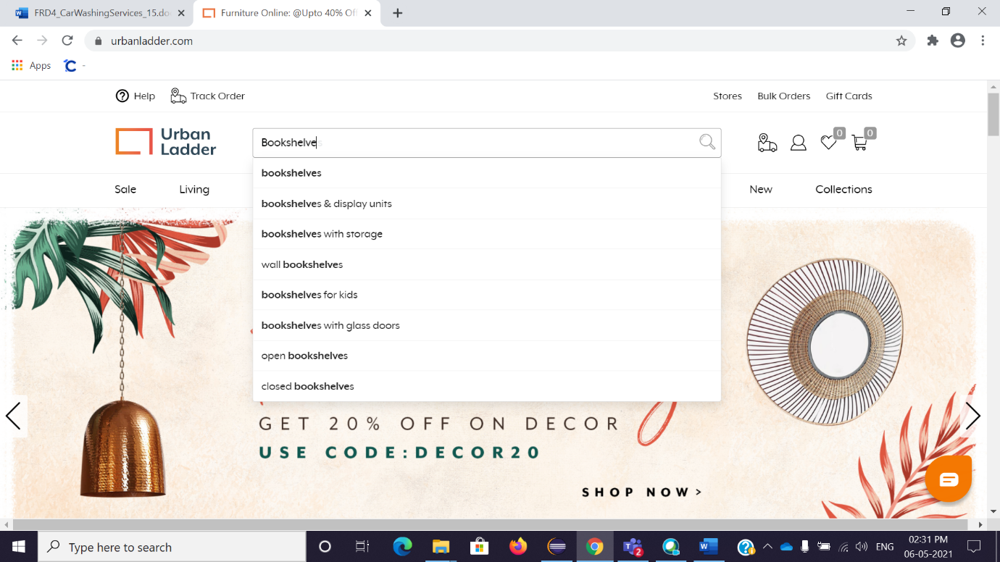 FRD4_CarWashingServices_15.do
Furniture Online: @Upto 40% Off
urbanladder.com
Apps
Help
Track Order
Stores
Bulk Orders
Gift Cards
Urban
Ladder
Bookshelves
0
0
Sale
Living
New
Collections
bookshelves
bookshelves & display units
bookshelves with storage
wall bookshelves
bookshelves for kids
bookshelves with glass doors
open bookshelves
closed bookshelves
GET 20% OFF ON DECOR
USE CODE:DECOR20
SHOP NOW >
Type here to search
2
ENG
02:31 PM
06-05-2021